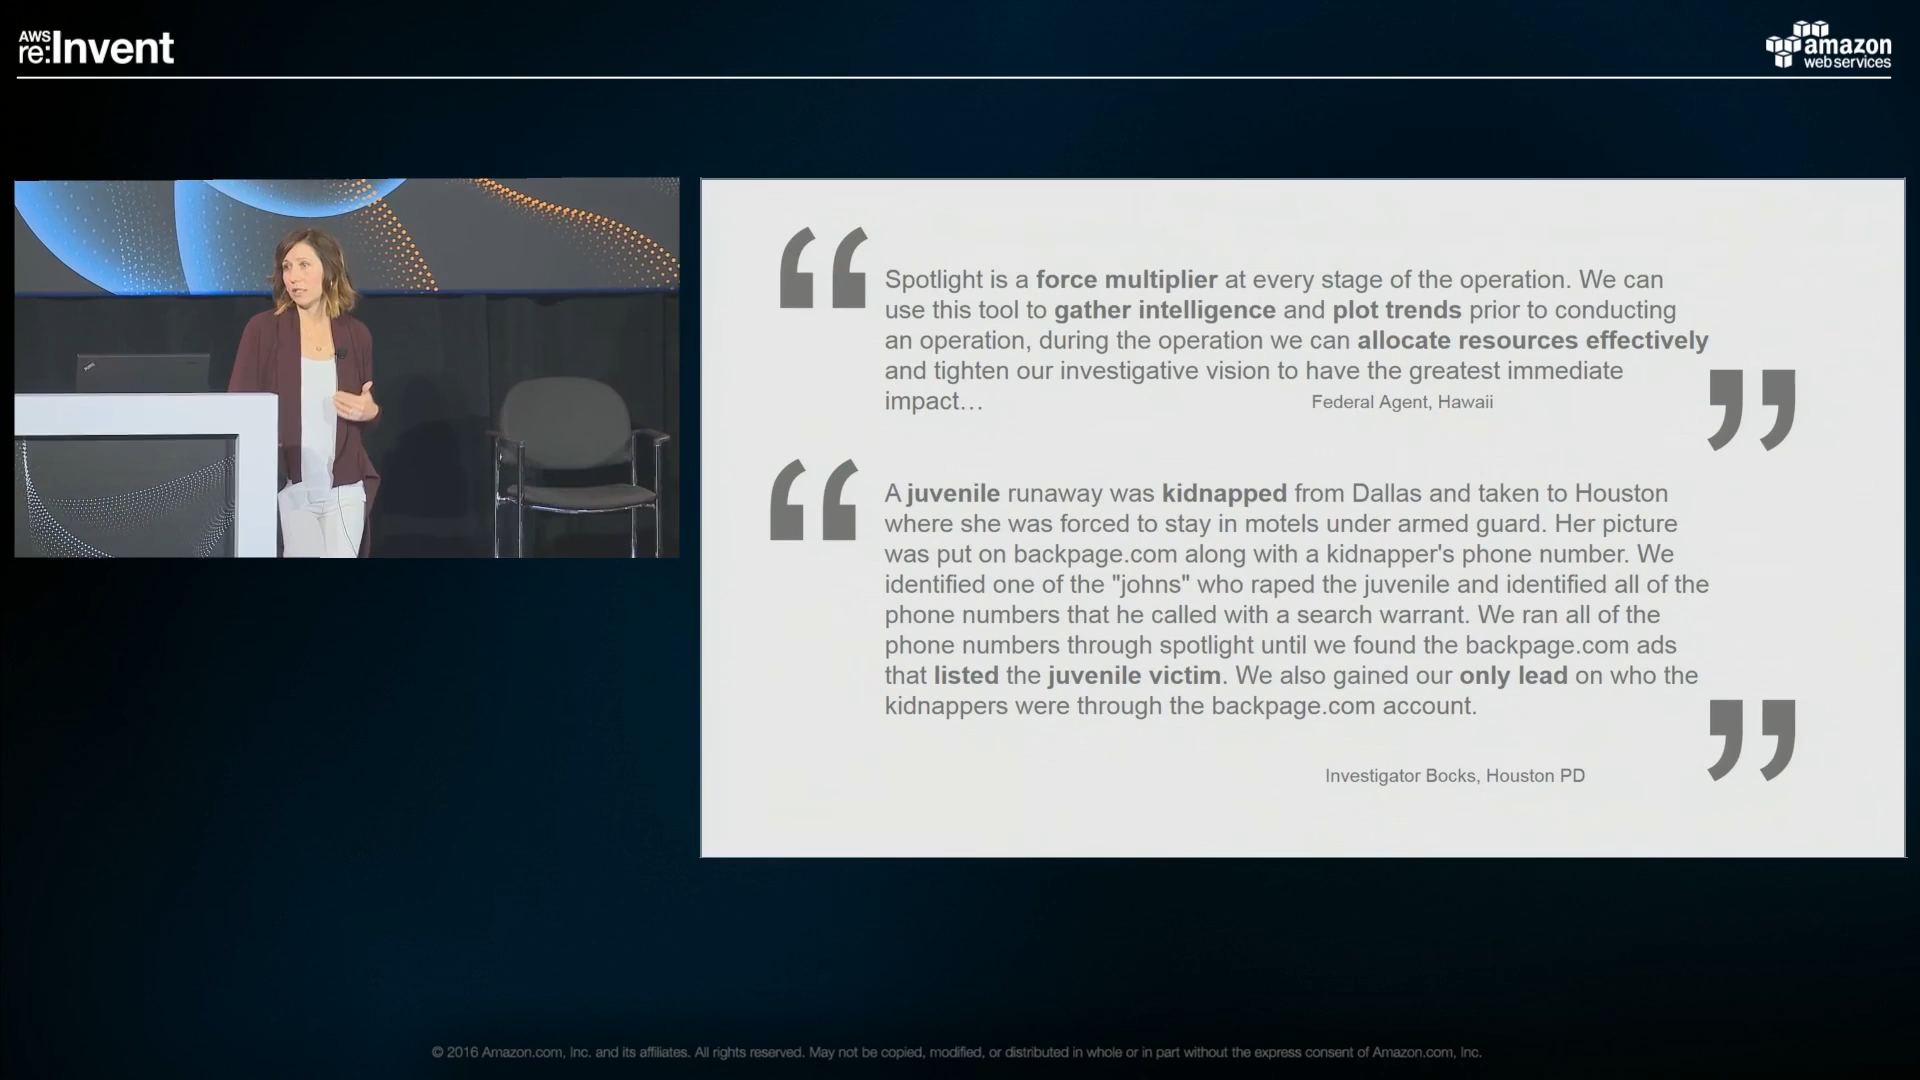 AWS
re:Invent
amazon
web services
Spotlight is a force multiplier at every stage of the operation. We can
use this tool to gather intelligence and plot trends prior to conducting
an operation, during the operation we can allocate resources effectively
and tighten our investigative vision to have the greatest immediate
impact…
Federal Agent, Hawaii
A juvenile runaway was kidnapped from Dallas and taken to Houston
where she was forced to stay in motels under armed guard. Her picture
was put on backpage.com along with a kidnapper's phone number. We
identified one of the "johns" who raped the juvenile and identified all of the
phone numbers that he called with a search warrant. We ran all of the
phone numbers through spotlight until we found the backpage.com ads
that listed the juvenile victim. We also gained our only lead on who the
kidnappers were through the backpage.com account.
Investigator Bocks, Houston PD
© 2016 Amazon.com, Inc. and its affiliates. All rights reserved. May not be copied, modified, or distributed in whole or in part without the express consent of Amazon.com, Inc.